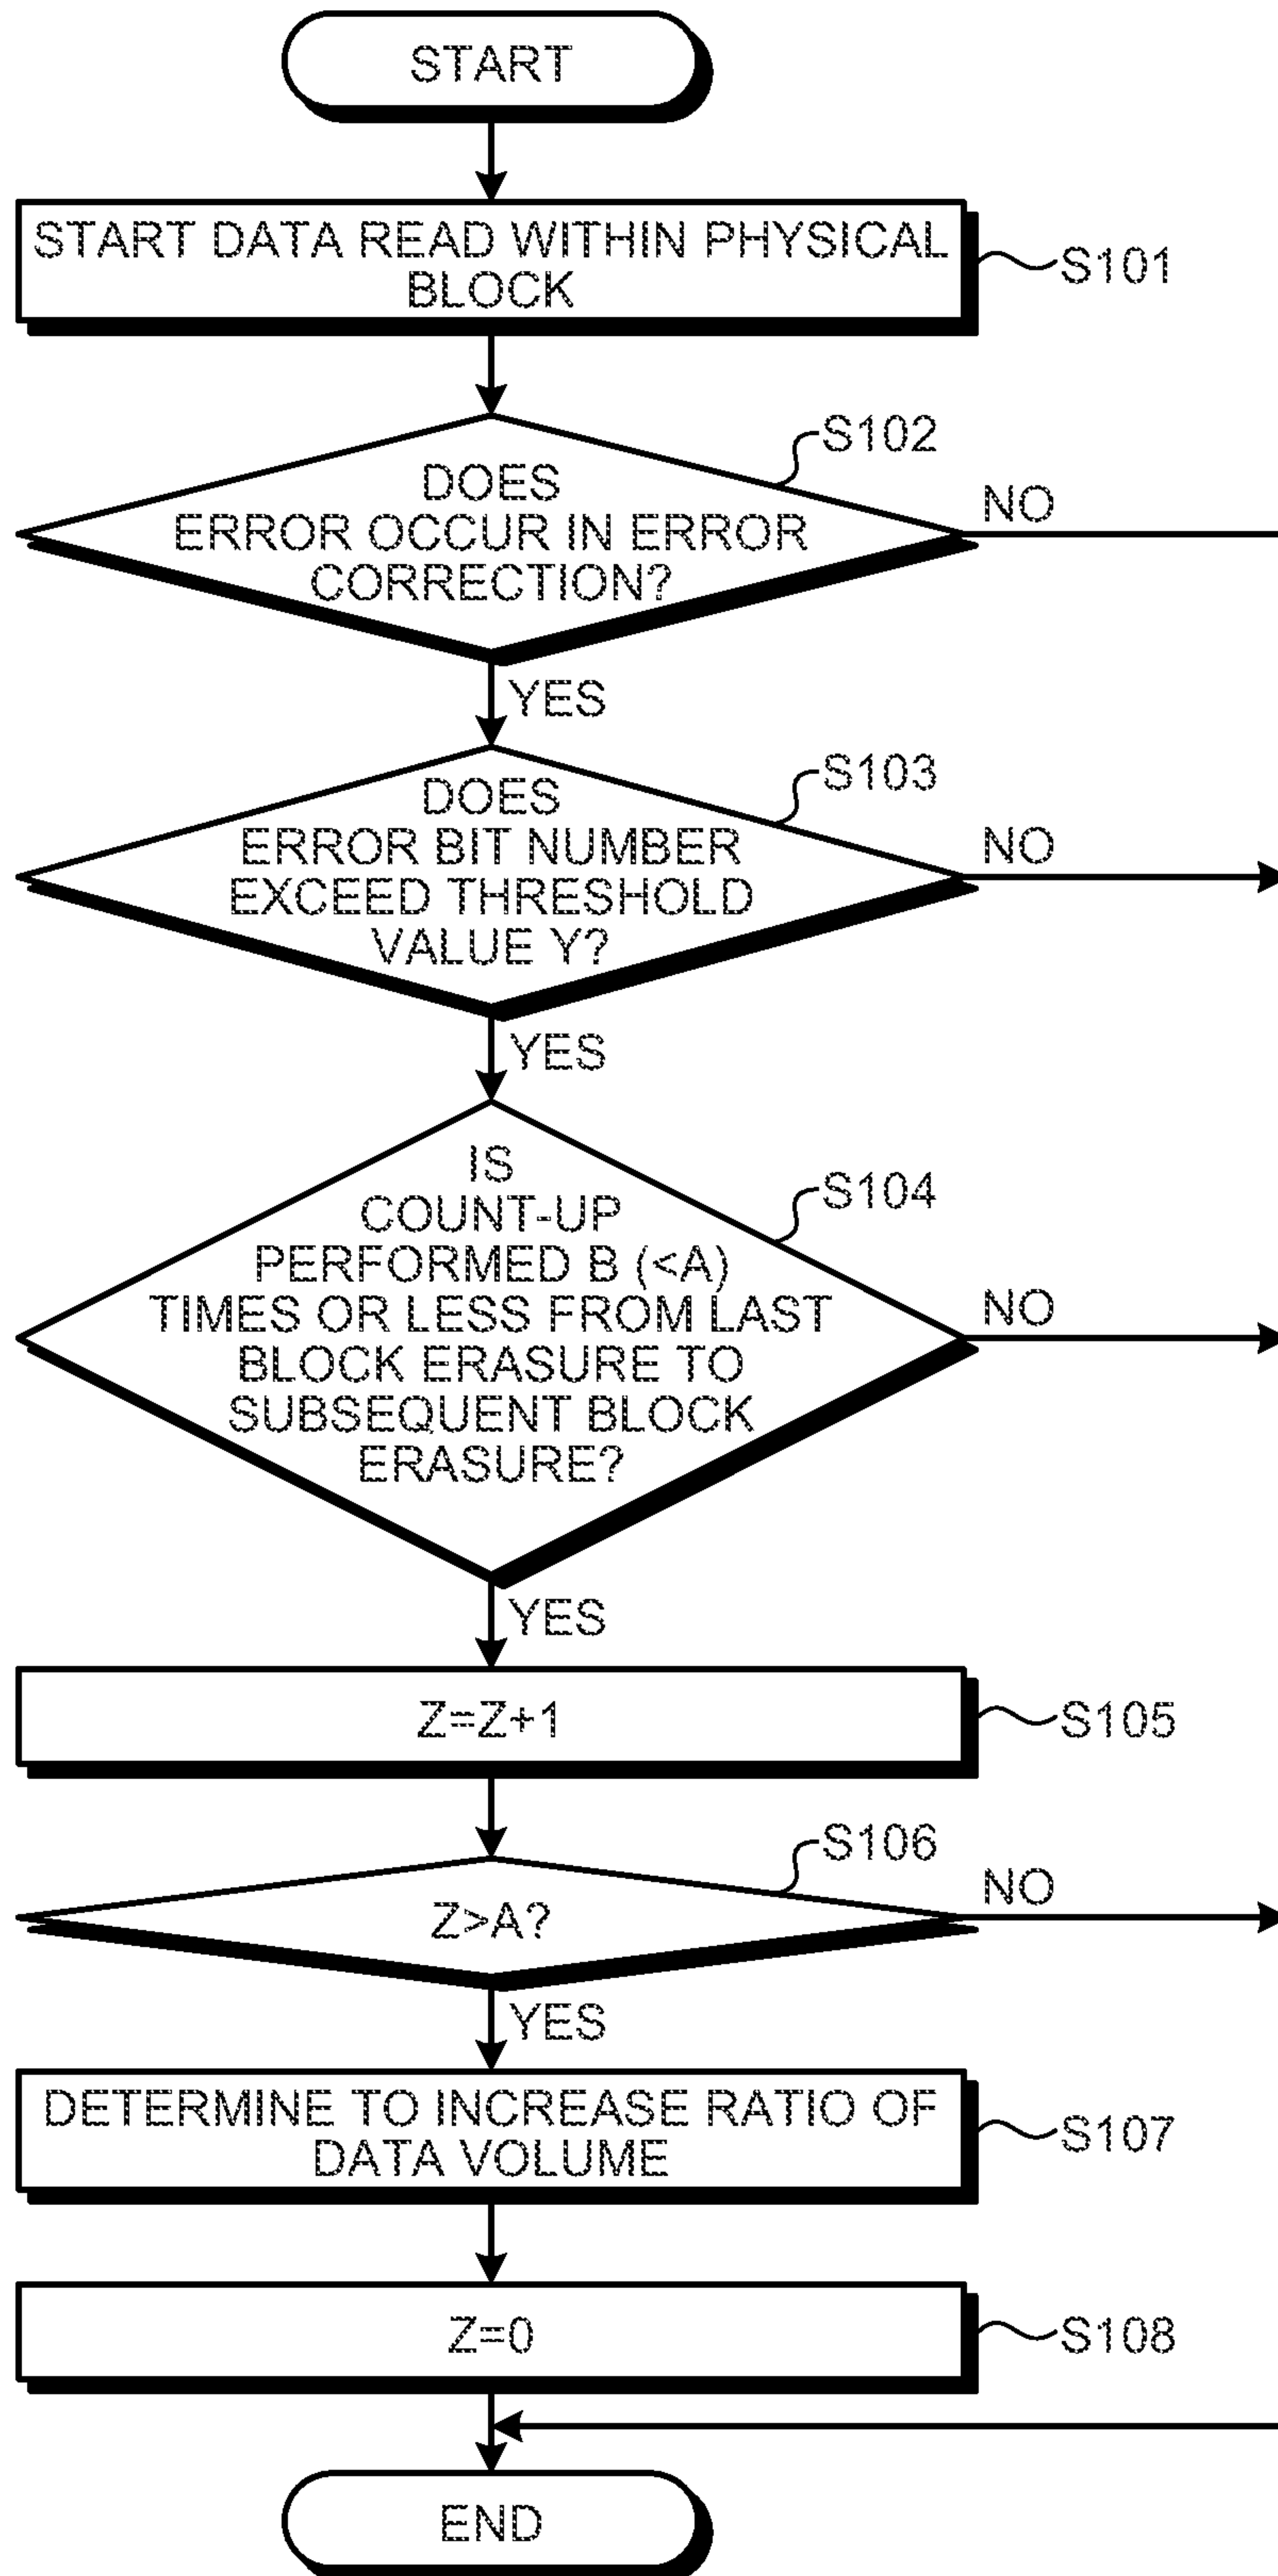 START
START DATA READ WITHIN PHYSICAL
BLOCK
S101
S102
DOES
ERROR OCCUR IN ERROR
CORRECTION?
NO
YES
S103
DOES
ERROR BIT NUMBER
EXCEED THRESHOLD
VALUE Y?
NO
YES
S104
IS
COUNT-UP
PERFORMED B (<A)
TIMES OR LESS FROM LAST
BLOCK ERASURE TO
SUBSEQUENT BLOCK
ERASURE?
NO
YES
Z=Z+1
S105
S106
Z>A?
NO
YES
DETERMINE TO INCREASE RATIO OF
DATA VOLUME
S107
Z=0
S108
END